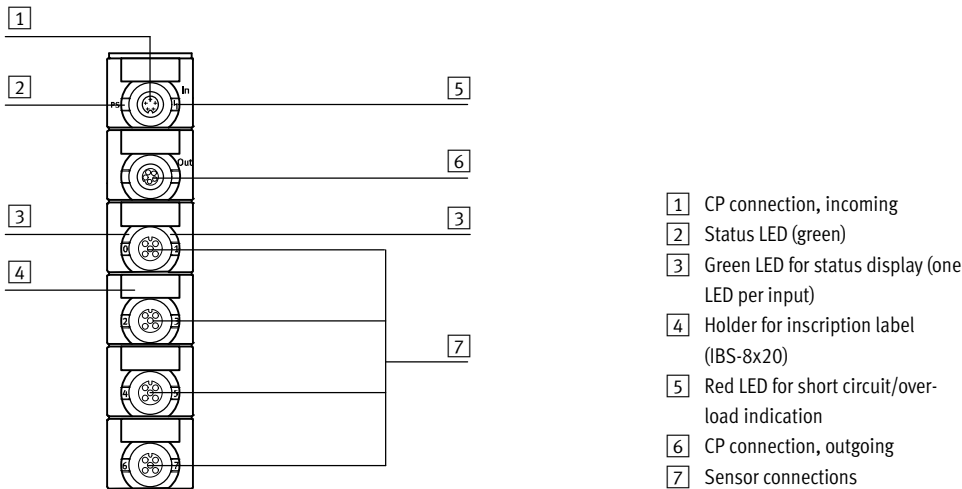 1
2
In
PS
5
Out
6
3
3
0 1
4
2 3
7
4 5
6 7
1 CP connection, incoming
2 Status LED (green)
3 Green LED for status display (one
LED per input)
4 Holder for inscription label
(IBS-8x20)
5 Red LED for short circuit/over-
load indication
6 CP connection, outgoing
7 Sensor connections